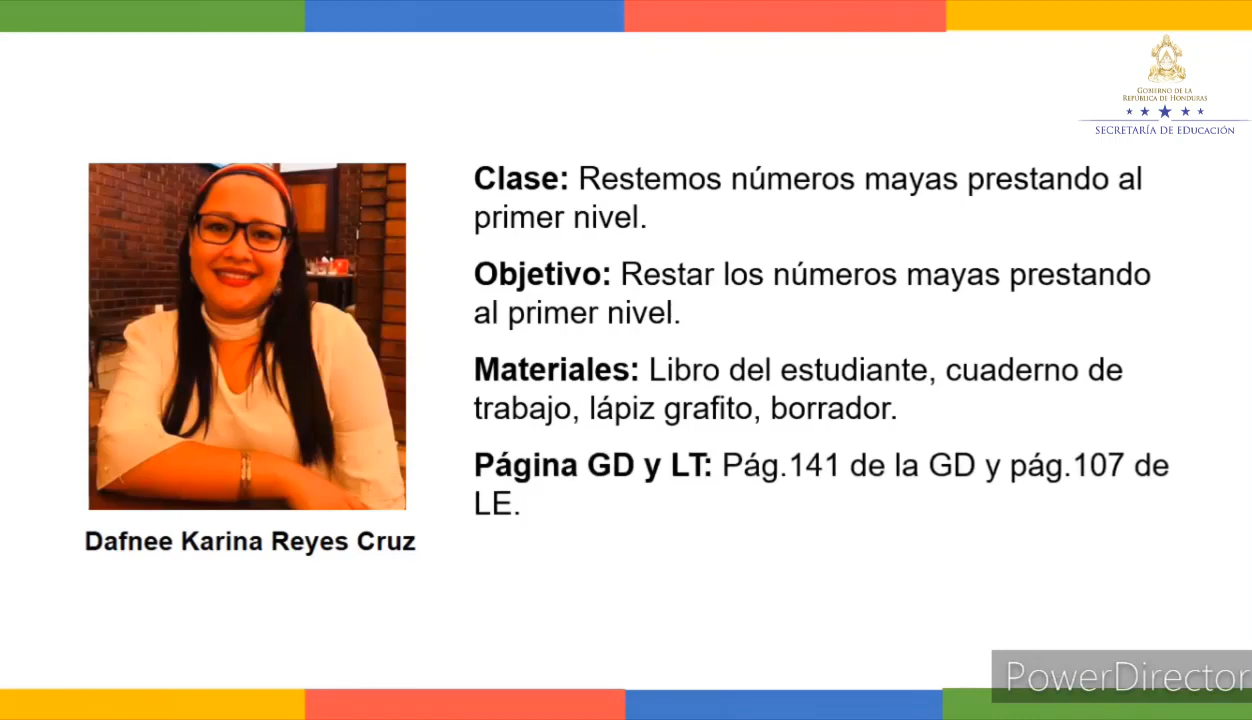 GOBIERNO DE LA
REPÚBLICA DE HONDURAS
SECRETARÍA DE EDUCACIÓN
Clase: Restemos números mayas prestando al
primer nivel.
Objetivo: Restar los números mayas prestando
al primer nivel.
Materiales: Libro del estudiante, cuaderno de
trabajo, lápiz grafito, borrador.
Página GD y LT: Pág.141 de la GD y pág.107 de
LE.
Dafnee Karina Reyes Cruz
PowerDirector